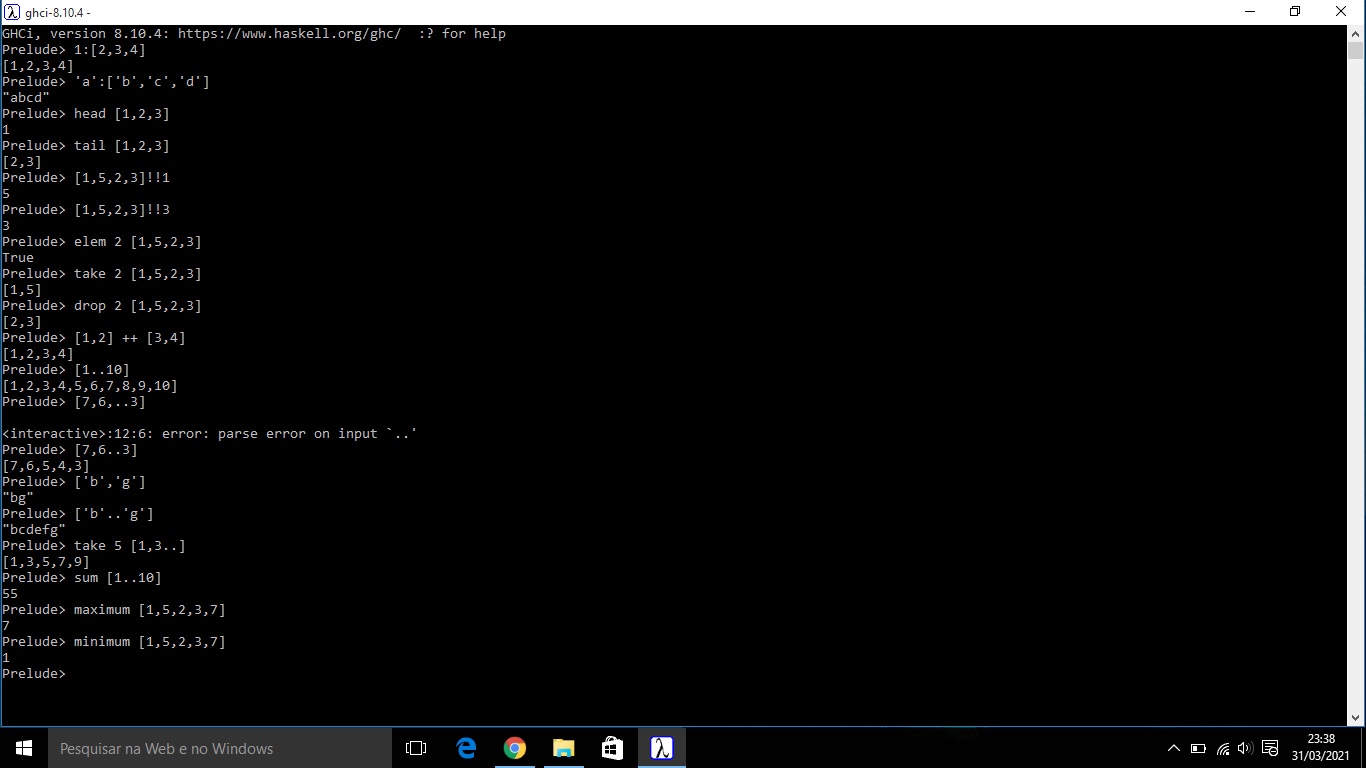 ghci-8.10.4 -
GHCi, version 8.10.4: https://www.haskell.org/ghc/  :? for help
Prelude> 1:[2,3,4]
[1,2,3,4]
Prelude> 'a':['b','c','d']
"abcd"
Prelude> head [1,2,3]
1
Prelude> tail [1,2,3]
[2,3]
Prelude> [1,5,2,3]!!1
5
Prelude> [1,5,2,3]!!3
3
Prelude> elem 2 [1,5,2,3]
True
Prelude> take 2 [1,5,2,3]
[1,5]
Prelude> drop 2 [1,5,2,3]
[2,3]
Prelude> [1,2] ++ [3,4]
[1,2,3,4]
Prelude> [1..10]
[1,2,3,4,5,6,7,8,9,10]
Prelude> [7,6,..3]
<interactive>:12:6: error: parse error on input `..'
Prelude> [7,6..3]
[7,6,5,4,3]
Prelude> ['b','g']
"bg"
Prelude> ['b'..'g']
"bcdefg"
Prelude> take 5 [1,3..]
[1,3,5,7,9]
Prelude> sum [1..10]
55
Prelude> maximum [1,5,2,3,7]
7
Prelude> minimum [1,5,2,3,7]
1
Prelude>
Pesquisar na Web e no Windows
23:38
31/03/2021